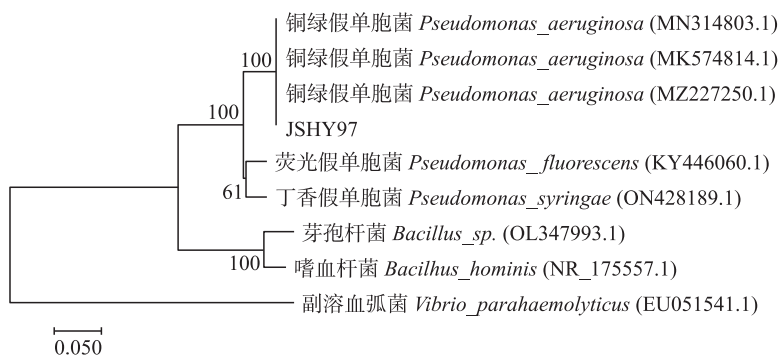 铜绿假单胞菌 Pseudomonas_aeruginosa (MN314803.1)
100
铜绿假单胞菌 Pseudomonas_aeruginosa (MK574814.1)
铜绿假单胞菌 Pseudomonas_aeruginosa (MZ227250.1)
100
JSHY97
荧光假单胞菌 Pseudomonas_fluorescens (KY446060.1)
61
丁香假单胞菌 Pseudomonas_syringae (ON428189.1)
芽孢杆菌 Bacillus_sp. (OL347993.1)
100
嗜血杆菌 Bacilhus_hominis (NR_175557.1)
副溶血弧菌 Vibrio_parahaemolyticus (EU051541.1)
0.050